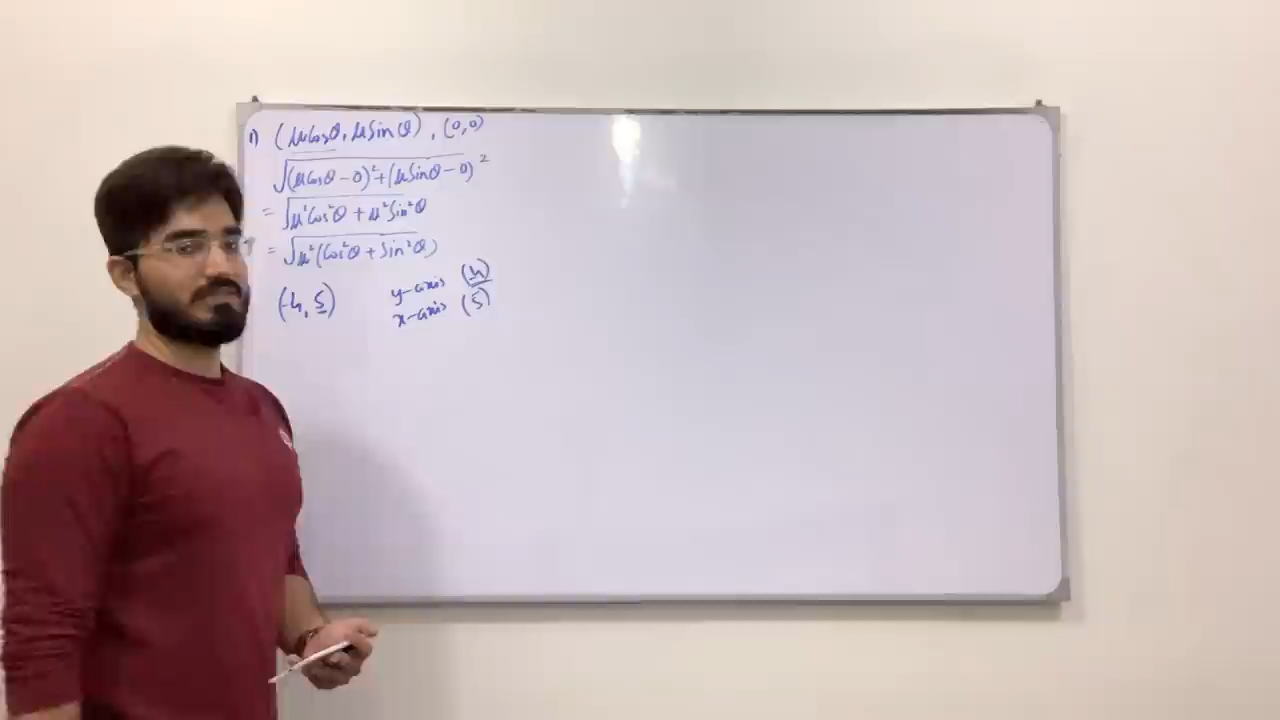 1) (μCosθ, μSinθ), (0,0)
√(μCosθ - 0)² + (μSinθ - 0)²
= √μ²Cos²θ + μ²Sin²θ
= √μ²(Cos²θ + Sin²θ)
(-4, 5) y-axis (4)
x-axis (5)